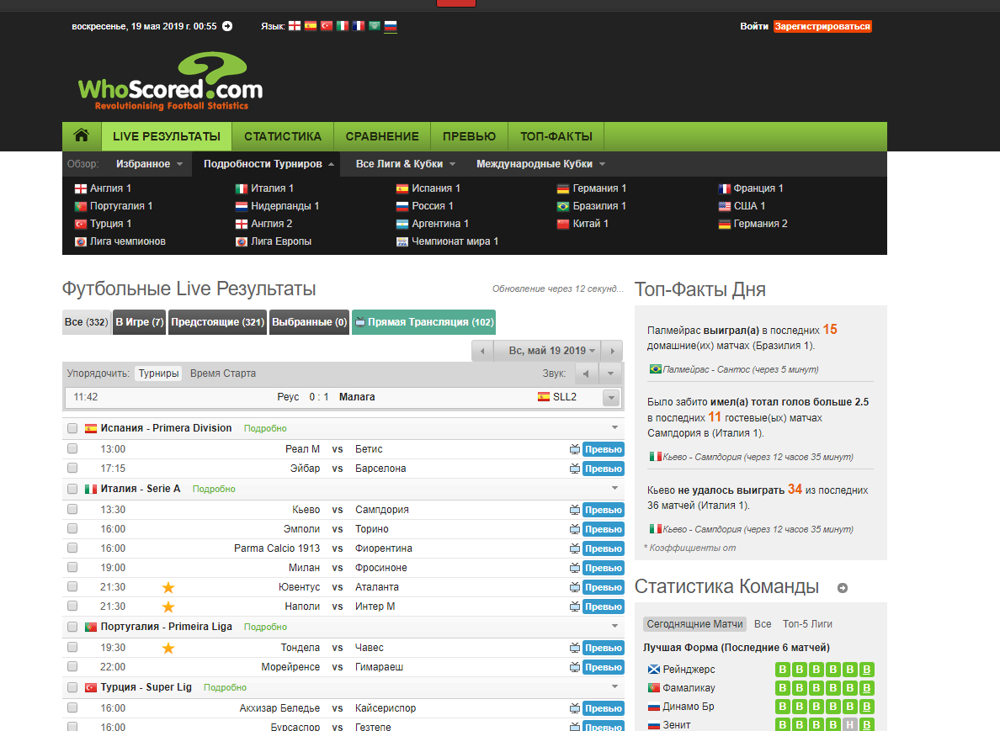 воскресенье, 19 мая 2019 г. 00:55 Язык: Войти Зарегистрироваться
WhoScored.com
Revolutionising Football Statistics
LIVE РЕЗУЛЬТАТЫ СТАТИСТИКА СРАВНЕНИЕ ПРЕВЬЮ ТОП-ФАКТЫ
Обзор: Избранное Подробности Турниров Все Лиги & Кубки Международные Кубки
Англия 1 Италия 1 Испания 1 Германия 1 Франция 1
Португалия 1 Нидерланды 1 Россия 1 Бразилия 1 США 1
Турция 1 Англия 2 Аргентина 1 Китай 1 Германия 2
Лига чемпионов Лига Европы Чемпионат мира 1
Футбольные Live Результаты Обновление через 12 секунд...
Все (332) В Игре (7) Предстоящие (321) Выбранные (0) Прямая Трансляция (102)
Вс, май 19 2019
Упорядочить: Турниры Время Старта Звук:
11:42 Реус 0 : 1 Малага SLL2
Испания - Primera Division Подробно
13:00 Реал М vs Бетис Превью
17:15 Эйбар vs Барселона Превью
Италия - Serie A Подробно
13:30 Кьево vs Сампдория Превью
16:00 Эмполи vs Торино Превью
16:00 Parma Calcio 1913 vs Фиорентина Превью
19:00 Милан vs Фросиноне Превью
21:30 Ювентус vs Аталанта Превью
21:30 Наполи vs Интер М Превью
Португалия - Primeira Liga Подробно
19:30 Тондела vs Чавес Превью
22:00 Морейренсе vs Гимараеш Превью
Турция - Super Lig Подробно
16:00 Акхизар Беледье vs Кайсериспор Превью
16:00 Бурсаспор vs Гезтепе Превью
Топ-Факты Дня
Палмейрас выиграл(а) в последних 15
домашние(их) матчах (Бразилия 1).
Палмейрас - Сантос (через 5 минут)
Было забито имел(а) тотал голов больше 2.5
в последних 11 гостевые(ых) матчах
Сампдория в (Италия 1).
Кьево - Сампдория (через 12 часов 35 минут)
Кьево не удалось выиграть 34 из последних
36 матчей (Италия 1).
Кьево - Сампдория (через 12 часов 35 минут)
* Коэффициенты от
Статистика Команды
Сегодняшние Матчи Все Топ-5 Лиги
Лучшая Форма (Последние 6 матчей)
Рейнджерс В В В В В В
Фамаликау В В В В В В
Динамо Бр В В В В В В
Зенит В В В В Н В